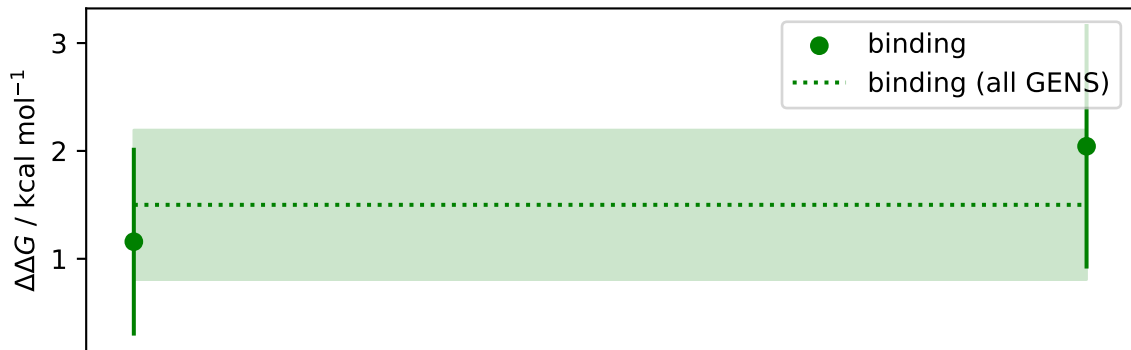 3
2
1
ΔΔG / kcal mol⁻¹
binding
binding (all GENS)